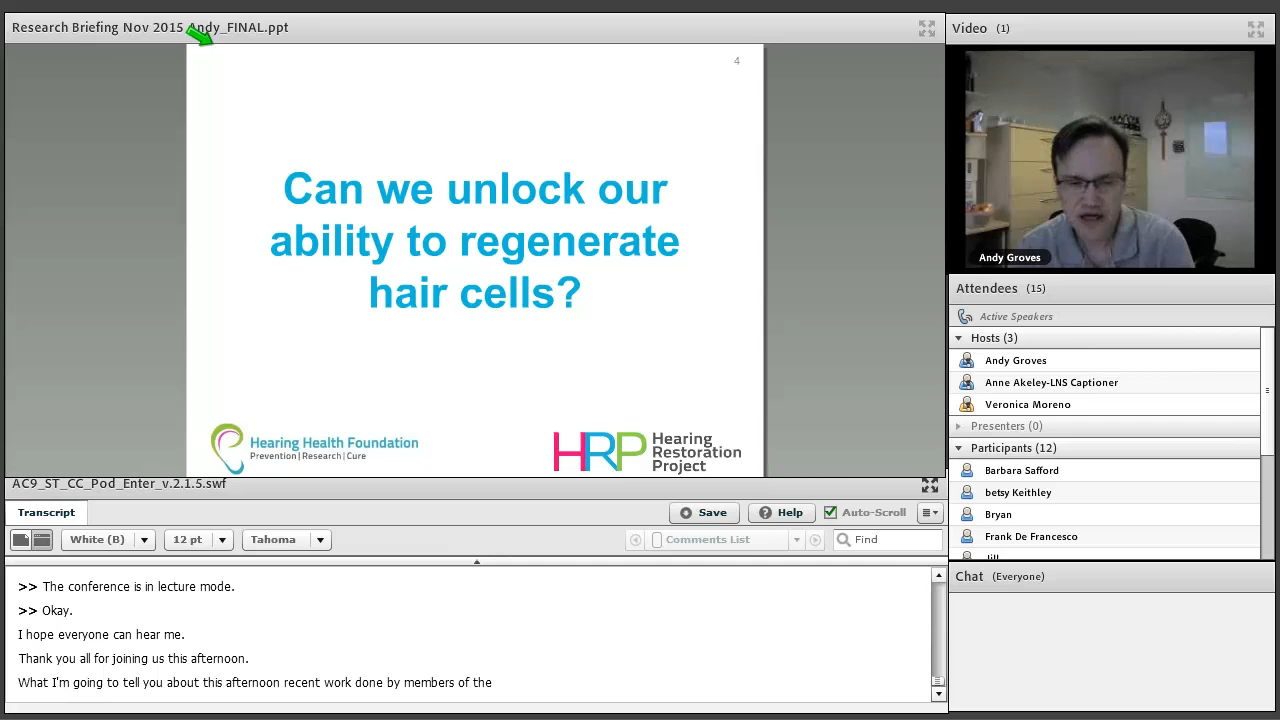 Research Briefing Nov 2015 Andy_FINAL.ppt
4
Can we unlock our
ability to regenerate
hair cells?
Hearing Health Foundation
Prevention | Research | Cure
HRP
Hearing
Restoration
Project
Video (1)
Andy Groves
Attendees (15)
Active Speakers
Hosts (3)
Andy Groves
Anne Akeley-LNS Captioner
Veronica Moreno
Presenters (0)
Participants (12)
Barbara Safford
betsy Keithley
Bryan
Frank De Francesco
Jill
Chat (Everyone)
AC9_ST_CC_Pod_Enter_v.2.1.5.swf
Transcript
Save
Help
Auto-Scroll
White (B)
12 pt
Tahoma
Comments List
Find
>> The conference is in lecture mode.
>> Okay.
I hope everyone can hear me.
Thank you all for joining us this afternoon.
What I'm going to tell you about this afternoon recent work done by members of the